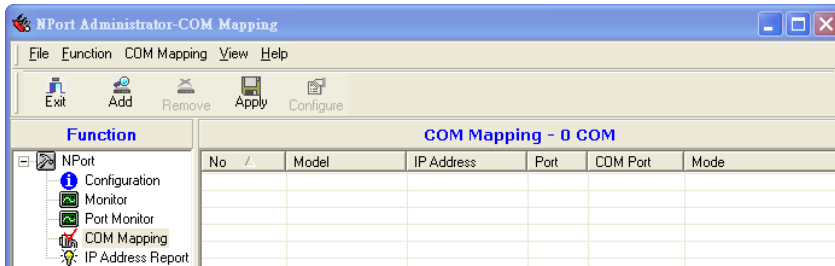 NPort Administrator-COM Mapping
File Function COM Mapping View Help
Exit Add Remove Apply Configure
Function
COM Mapping - 0 COM
No Model IP Address Port COM Port Mode
NPort
Configuration
Monitor
Port Monitor
COM Mapping
IP Address Report